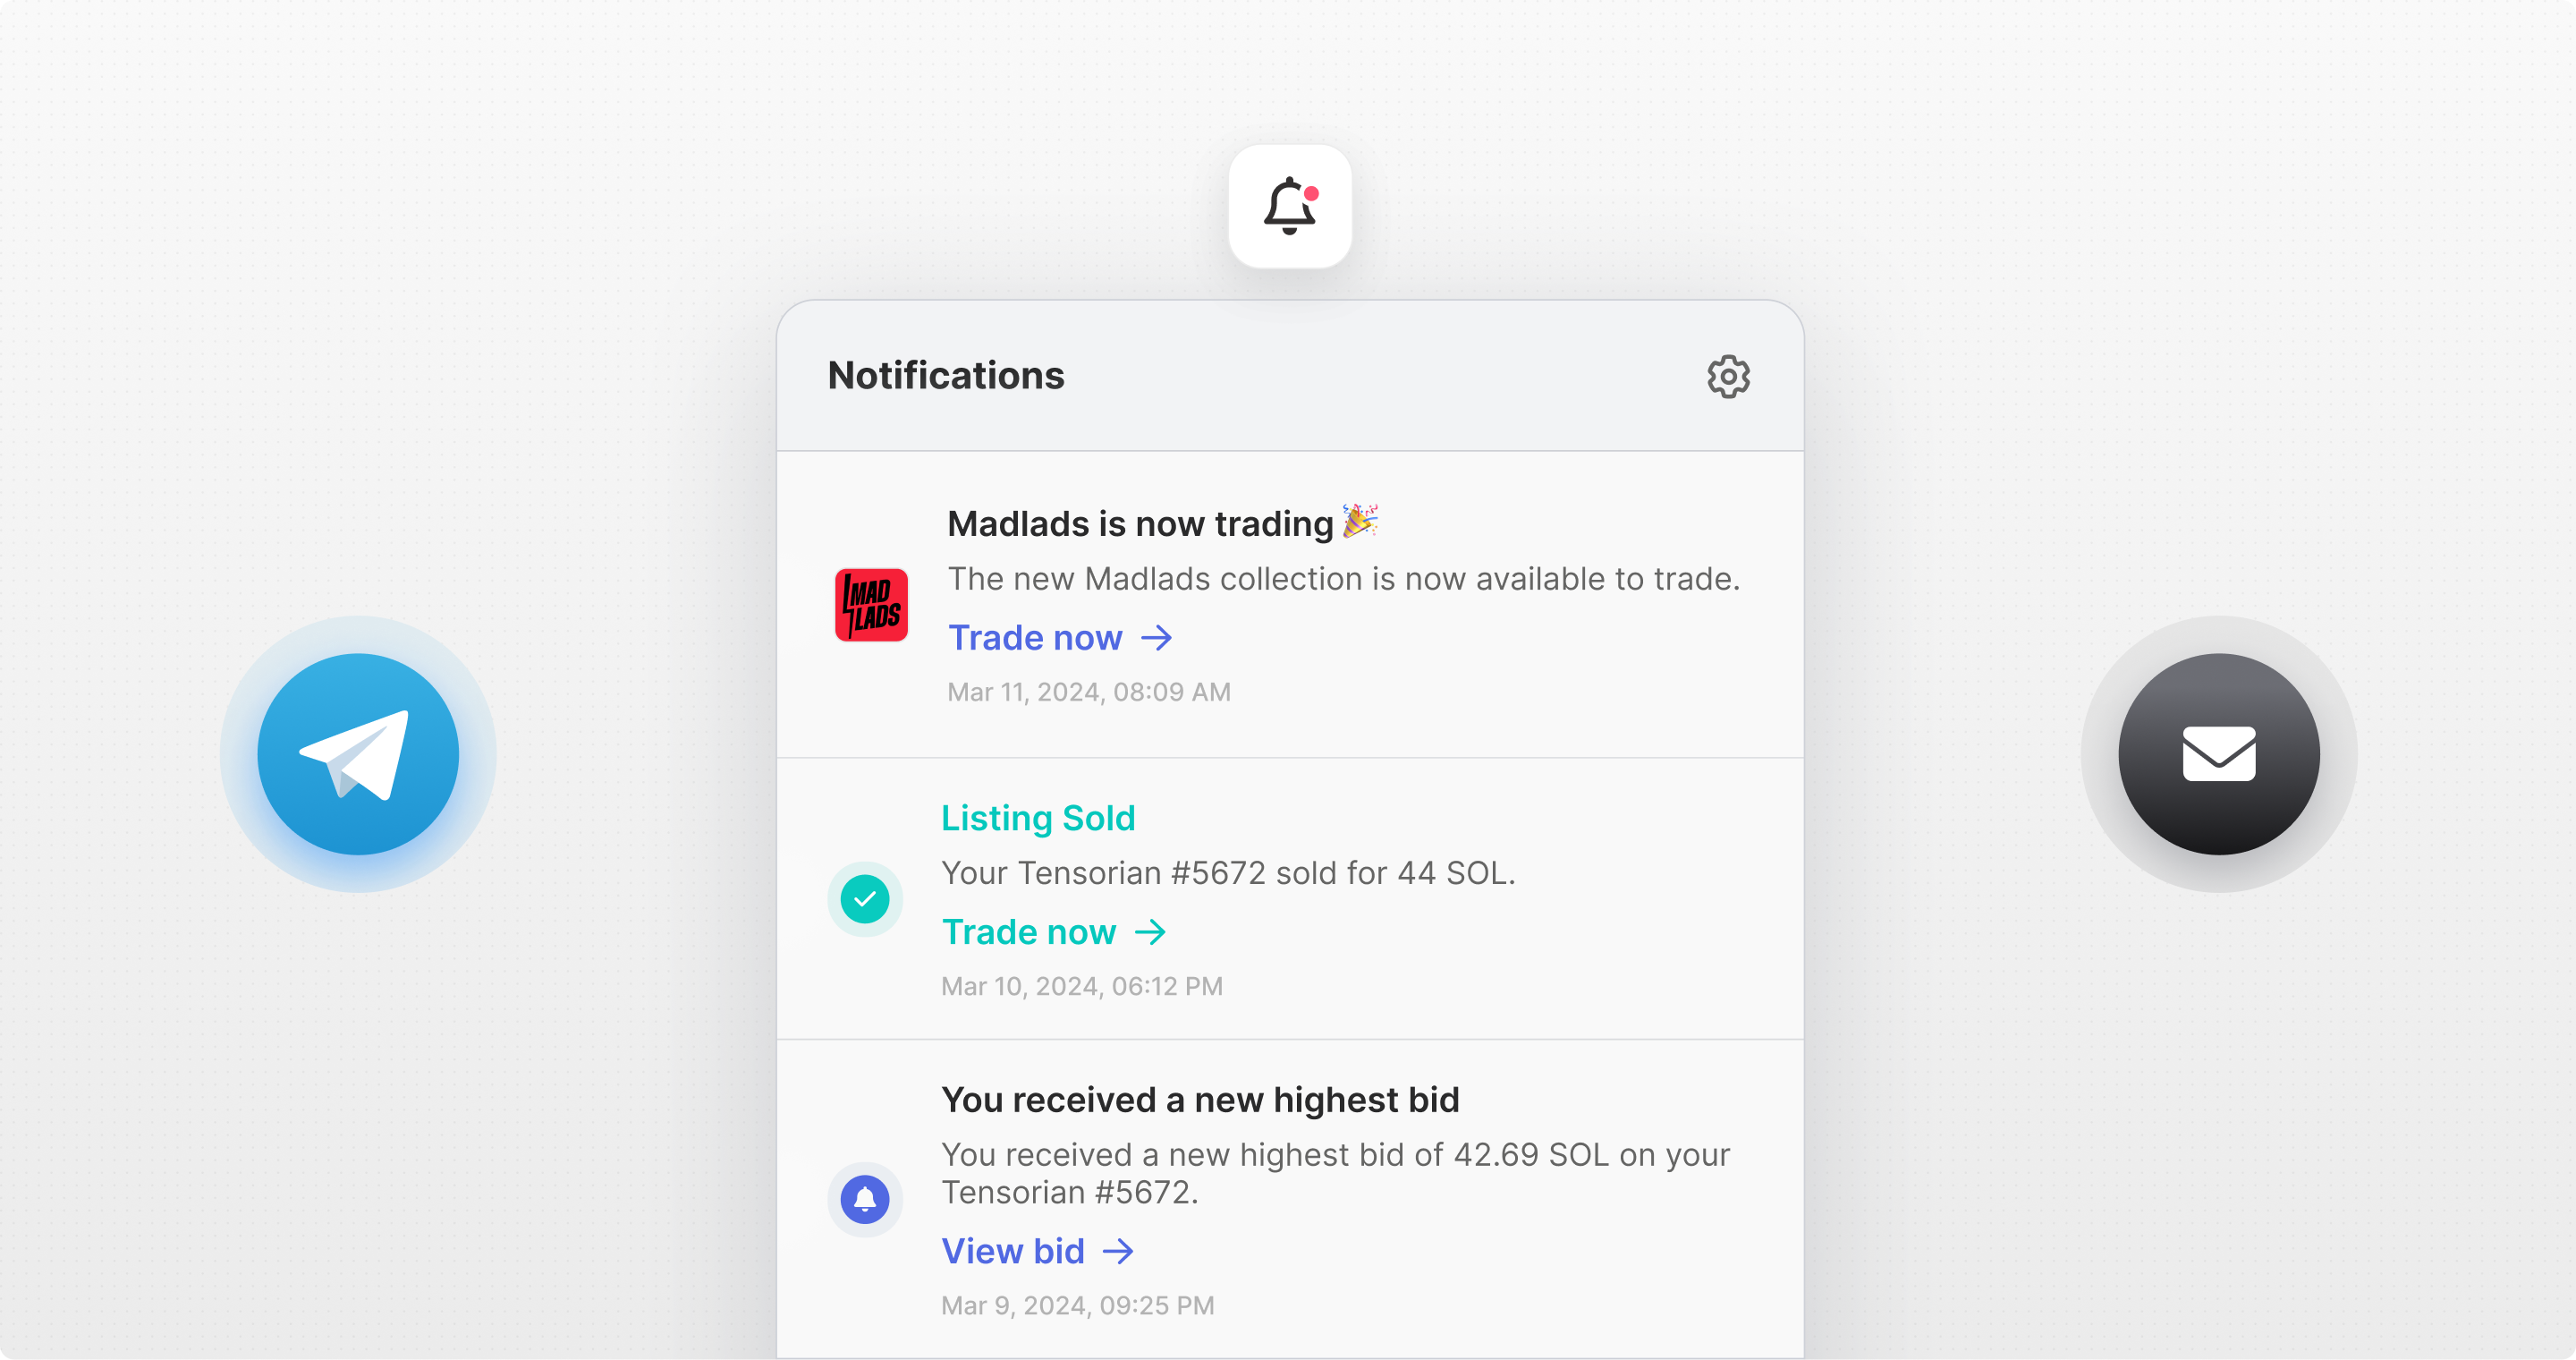 Notifications
Madlads is now trading 🎉
The new Madlads collection is now available to trade.
MAD
LADS
Trade now →
Mar 11, 2024, 08:09 AM
Listing Sold
Your Tensorian #5672 sold for 44 SOL.
Trade now →
Mar 10, 2024, 06:12 PM
You received a new highest bid
You received a new highest bid of 42.69 SOL on your
Tensorian #5672.
View bid →
Mar 9, 2024, 09:25 PM